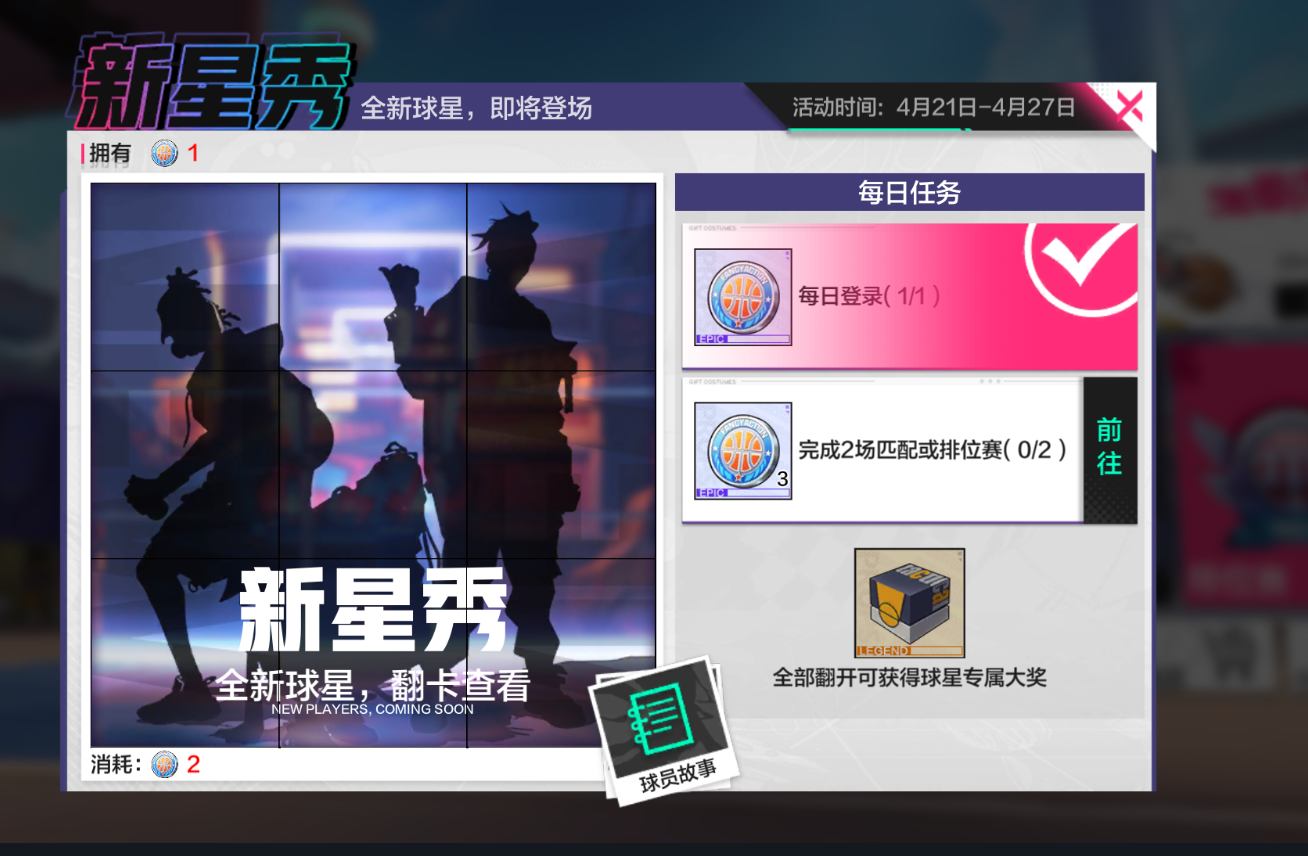 新星秀
全新球星，即将登场
活动时间：4月21日-4月27日
拥有 1
每日任务
GIFT COSTUMES
FANGYACTION
EPIC
每日登录( 1/1 )
GIFT COSTUMES
FANGYACTION
3
EPIC
完成2场匹配或排位赛( 0/2 )
前往
新星秀
全新球星，翻卡查看
NEW PLAYERS, COMING SOON
LEGEND
全部翻开可获得球星专属大奖
消耗： 2
球员故事